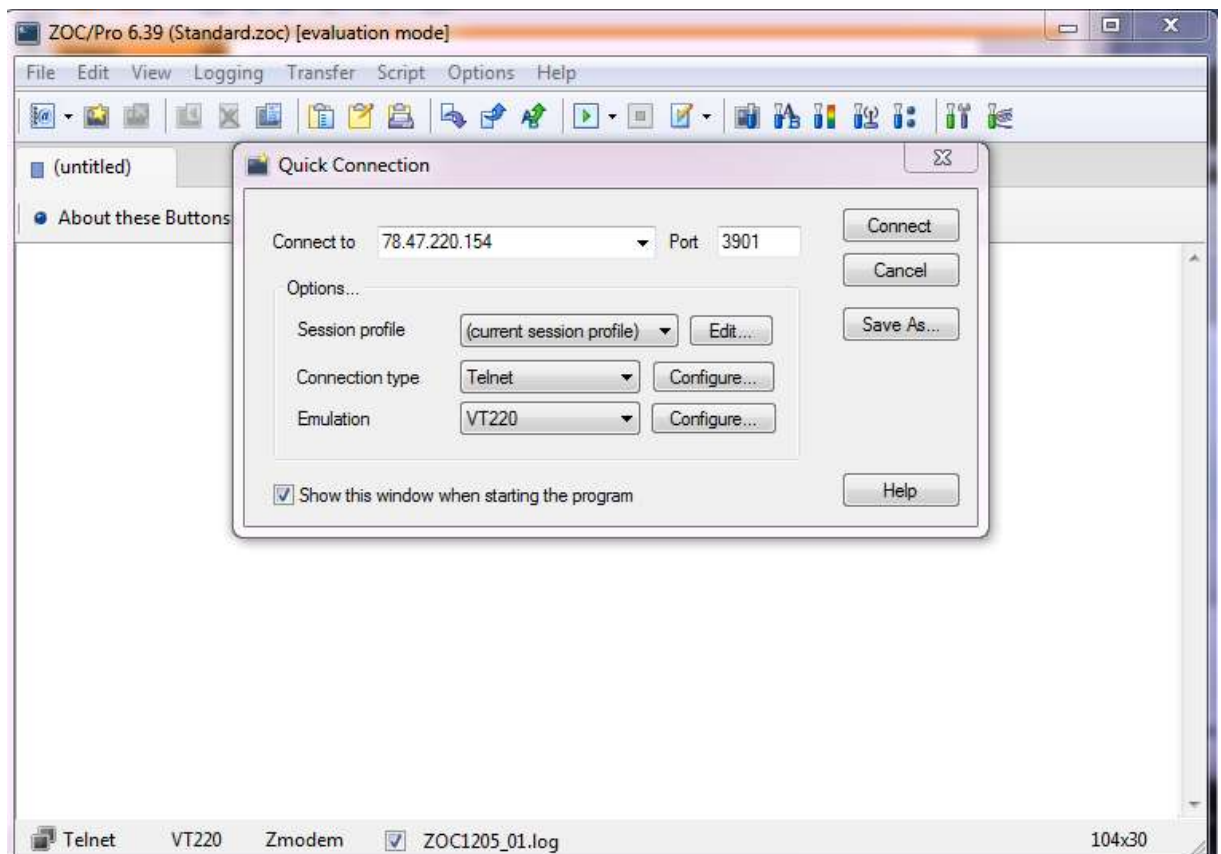 ZOC/Pro 6.39 (Standard.zoc) [evaluation mode]
File Edit View Logging Transfer Script Options Help
(untitled)
Quick Connection
About these Buttons
Connect to 78.47.220.154 Port 3901 Connect
Cancel
Options...
Session profile (current session profile) Edit... Save As...
Connection type Telnet Configure...
Emulation VT220 Configure...
Show this window when starting the program Help
Telnet VT220 Zmodem ZOC1205_01.log 104x30